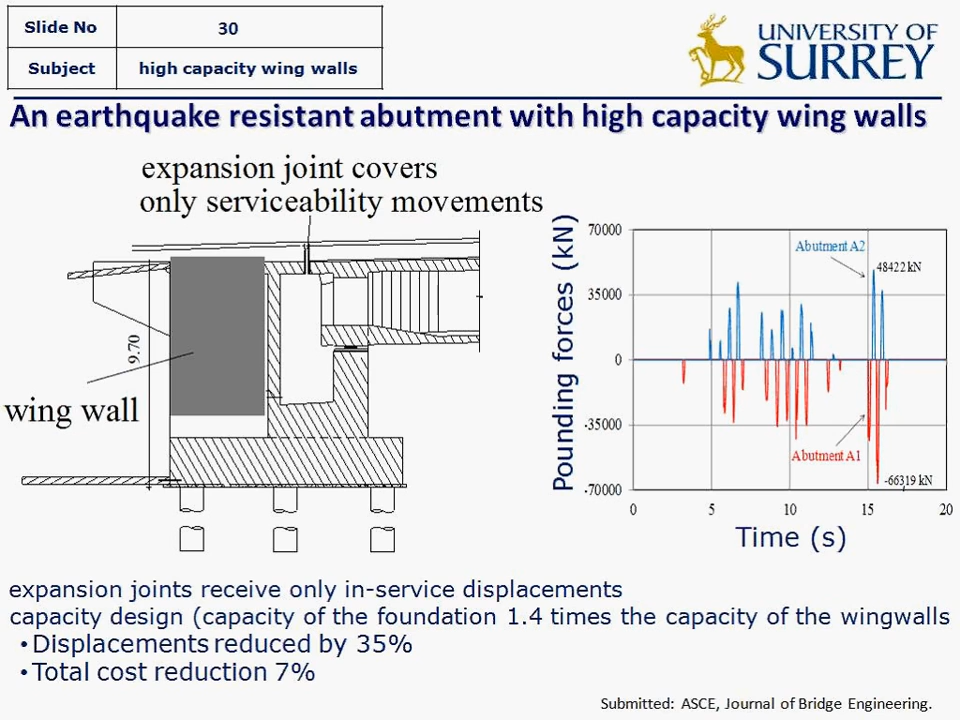 Slide No 30
Subject high capacity wing walls
UNIVERSITY OF
SURREY
An earthquake resistant abutment with high capacity wing walls
expansion joint covers
only serviceability movements
9.70
wing wall
Pounding forces (kN)
70000
35000
0
-35000
-70000
Abutment A2
48422 kN
Abutment A1
-66319 kN
0 5 10 15 20
Time (s)
expansion joints receive only in-service displacements
capacity design (capacity of the foundation 1.4 times the capacity of the wingwalls
• Displacements reduced by 35%
• Total cost reduction 7%
Submitted: ASCE, Journal of Bridge Engineering.